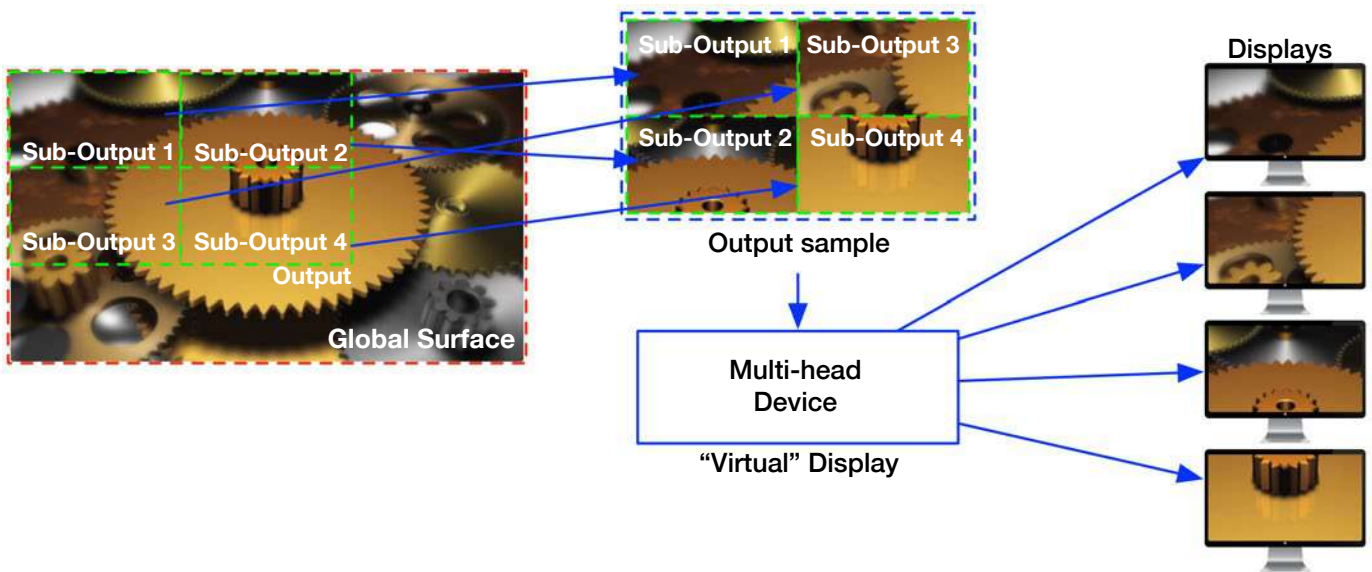 Sub-Output 1 Sub-Output 2
Sub-Output 3 Sub-Output 4
Output
Global Surface
Sub-Output 1 Sub-Output 3
Sub-Output 2 Sub-Output 4
Output sample
Multi-head
Device
“Virtual” Display
Displays